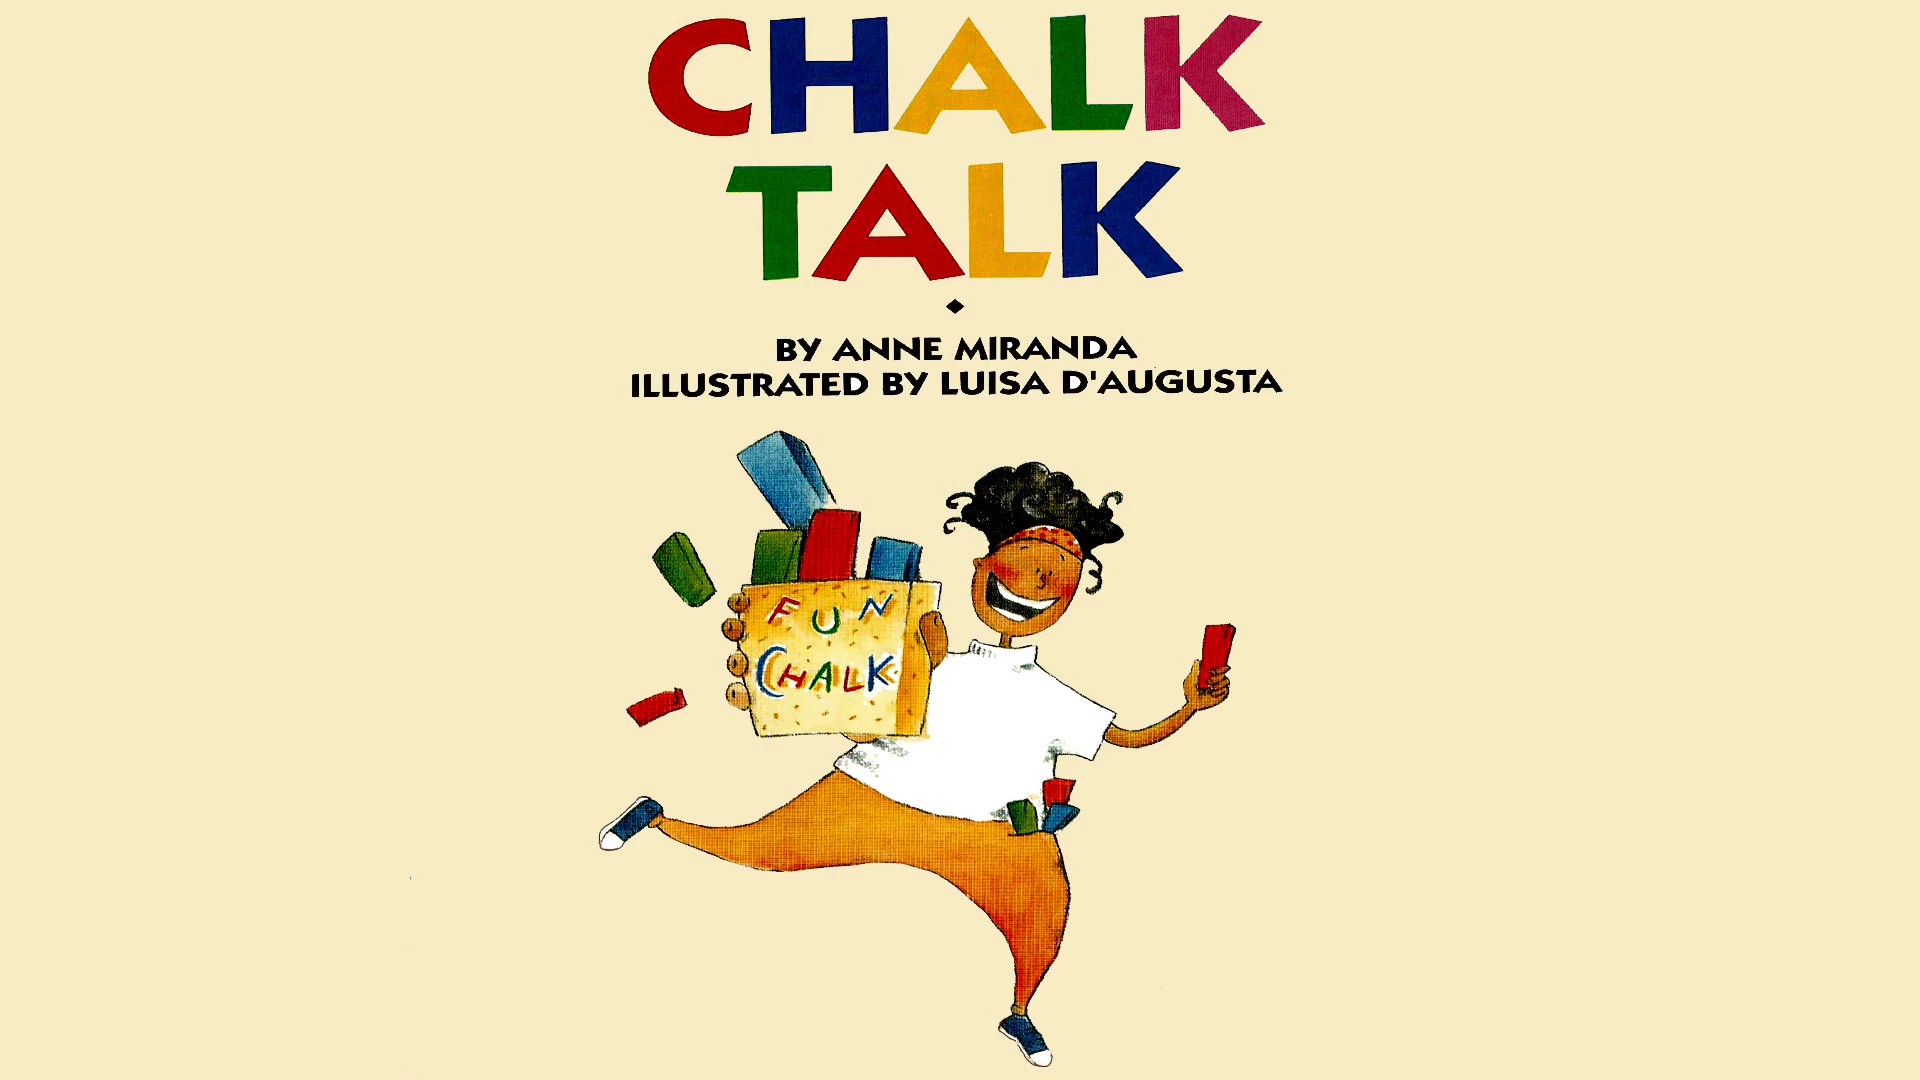 CHALK
TALK
BY ANNE MIRANDA
ILLUSTRATED BY LUISA D'AUGUSTA
FUN
CHALK